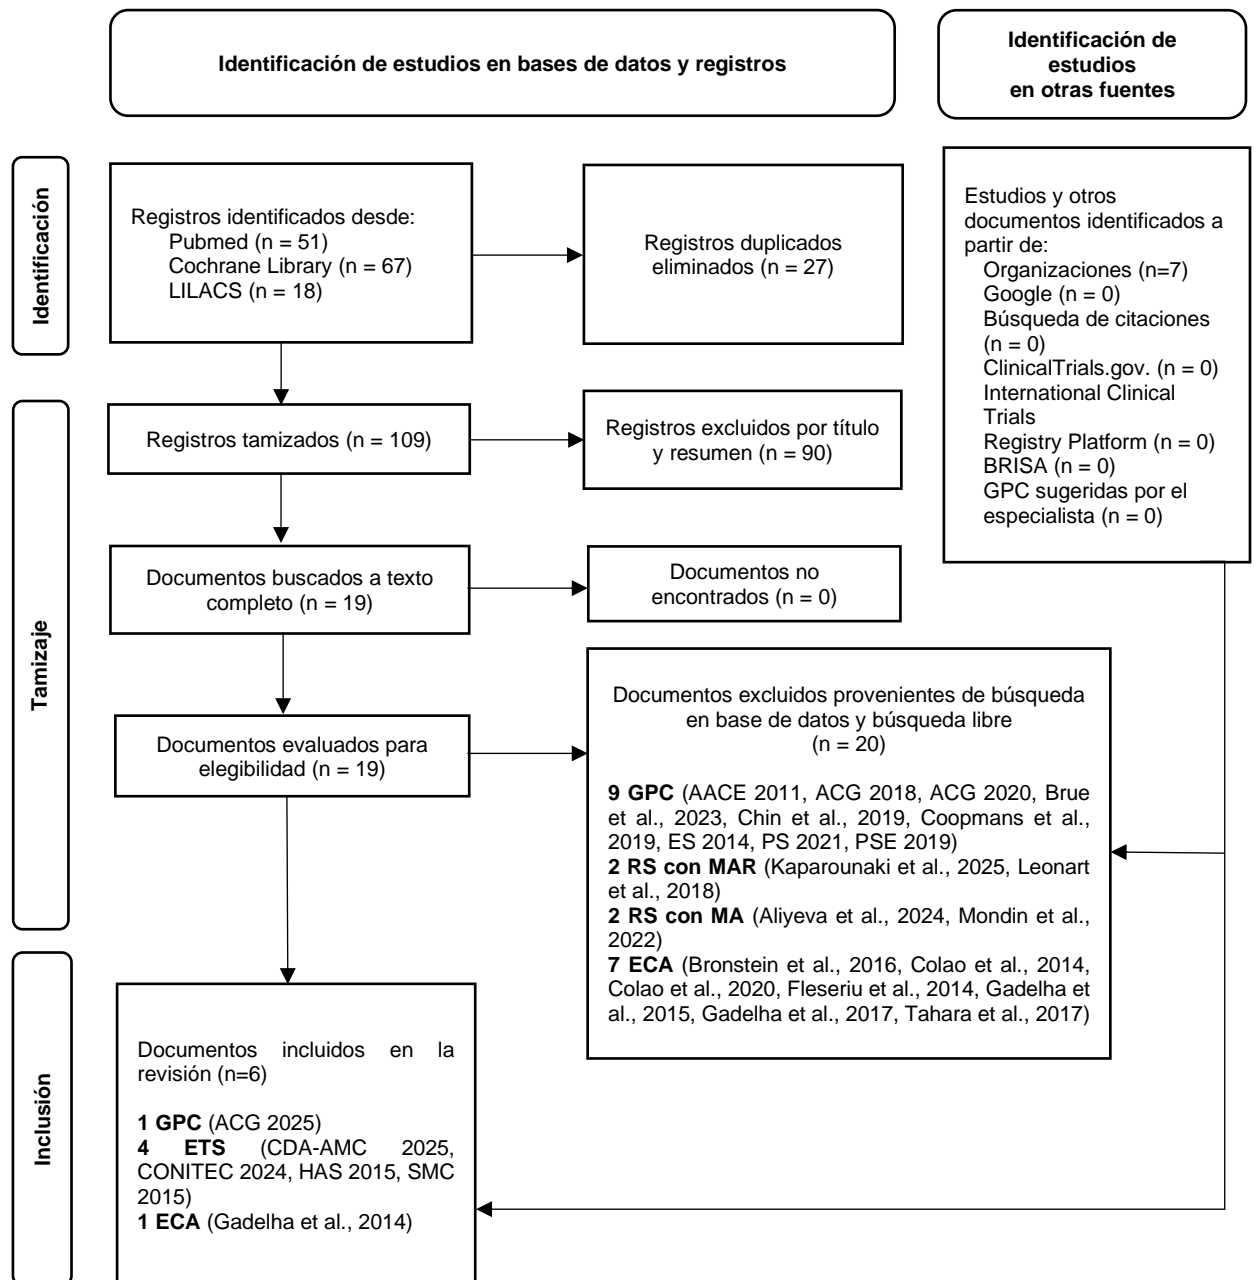 Identificación de estudios en bases de datos y registros
Identificación de
estudios
en otras fuentes
Identificación
Registros identificados desde:
Pubmed (n = 51)
Cochrane Library (n = 67)
LILACS (n = 18)
Registros duplicados
eliminados (n = 27)
Estudios y otros
documentos identificados a
partir de:
Organizaciones (n=7)
Google (n = 0)
Búsqueda de citaciones
(n = 0)
ClinicalTrials.gov. (n = 0)
International Clinical
Trials
Registry Platform (n = 0)
BRISA (n = 0)
GPC sugeridas por el
especialista (n = 0)
Tamizaje
Registros tamizados (n = 109)
Registros excluidos por título
y resumen (n = 90)
Documentos buscados a texto
completo (n = 19)
Documentos no
encontrados (n = 0)
Documentos evaluados para
elegibilidad (n = 19)
Documentos excluidos provenientes de búsqueda
en base de datos y búsqueda libre
(n = 20)
9 GPC (AACE 2011, ACG 2018, ACG 2020, Brue
et al., 2023, Chin et al., 2019, Coopmans et al.,
2019, ES 2014, PS 2021, PSE 2019)
2 RS con MAR (Kaparounaki et al., 2025, Leonart
et al., 2018)
2 RS con MA (Aliyeva et al., 2024, Mondin et al.,
2022)
7 ECA (Bronstein et al., 2016, Colao et al., 2014,
Colao et al., 2020, Fleseriu et al., 2014, Gadelha et
al., 2015, Gadelha et al., 2017, Tahara et al., 2017)
Inclusión
Documentos incluidos en la
revisión (n=6)
1 GPC (ACG 2025)
4 ETS (CDA-AMC 2025,
CONITEC 2024, HAS 2015, SMC
2015)
1 ECA (Gadelha et al., 2014)